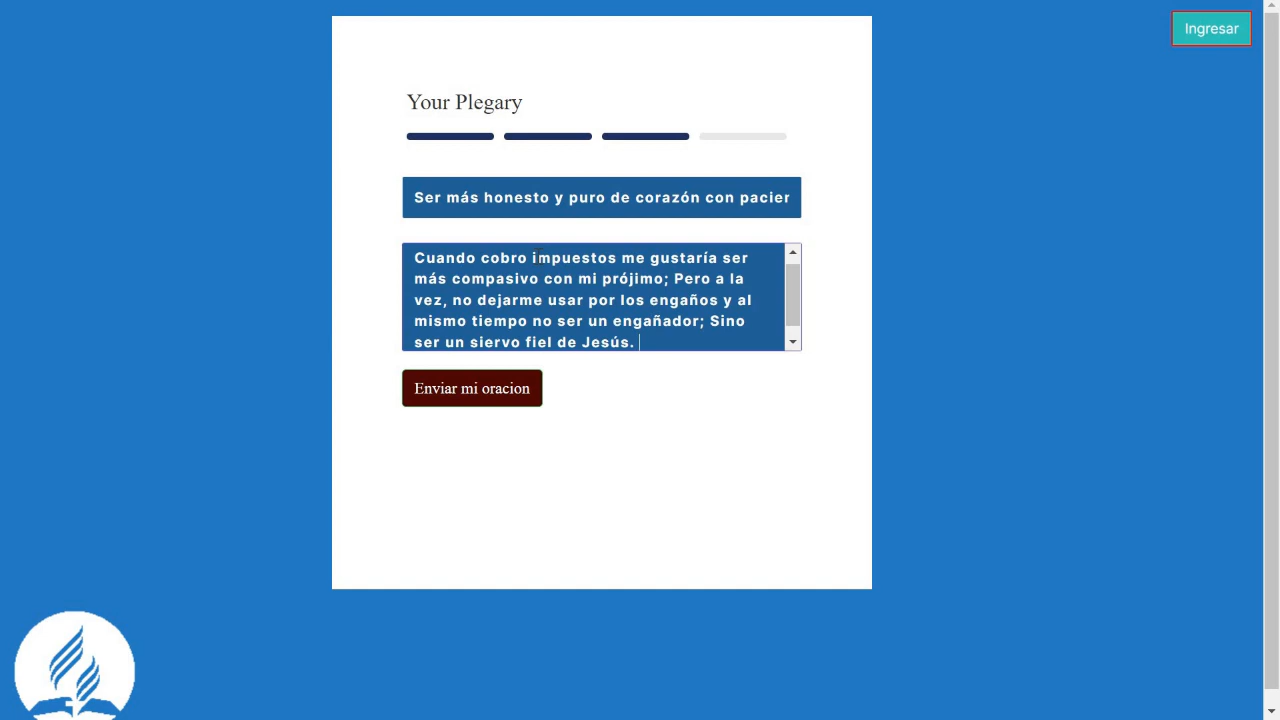 Ingresar
Your Plegary
Ser más honesto y puro de corazón con pacier
Cuando cobro impuestos me gustaría ser
más compasivo con mi prójimo; Pero a la
vez, no dejarme usar por los engaños y al
mismo tiempo no ser un engañador; Sino
ser un siervo fiel de Jesús.
Enviar mi oracion